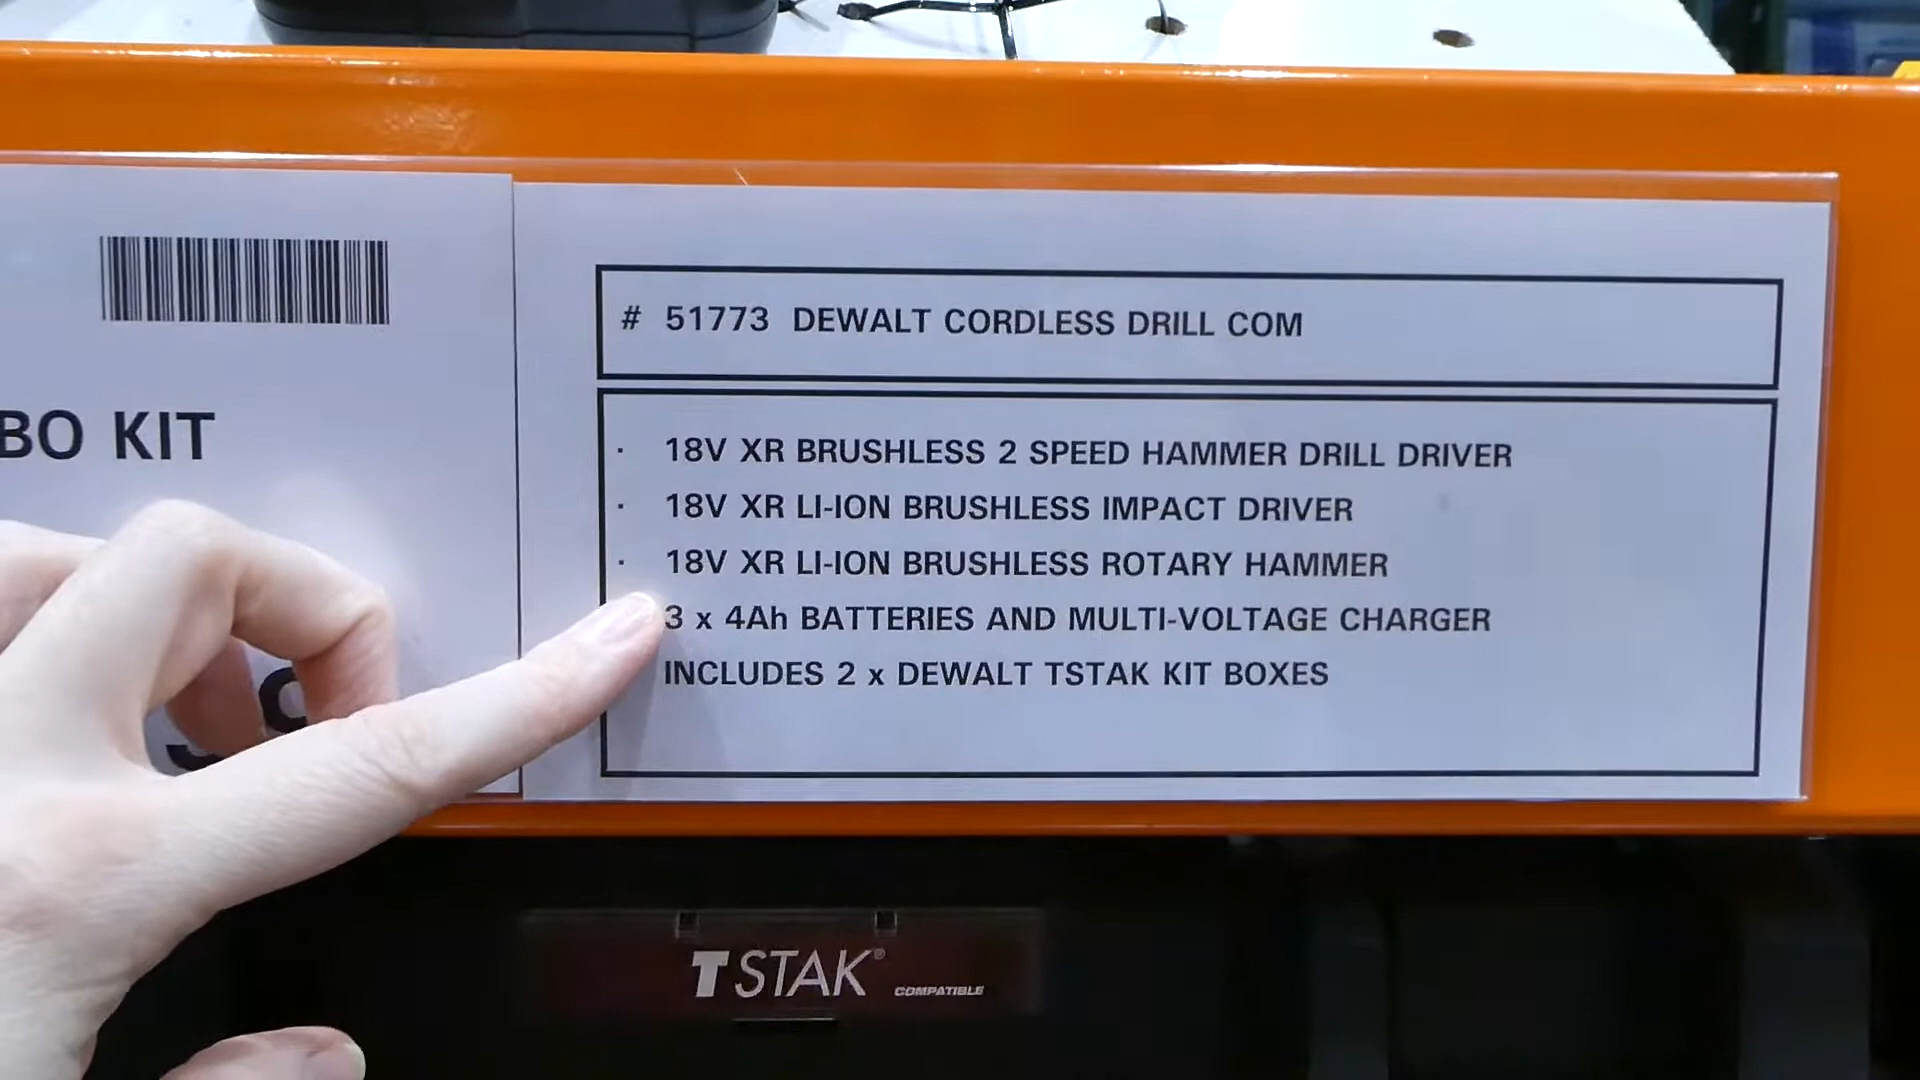 BO KIT
# 51773 DEWALT CORDLESS DRILL COM
· 18V XR BRUSHLESS 2 SPEED HAMMER DRILL DRIVER
· 18V XR LI-ION BRUSHLESS IMPACT DRIVER
· 18V XR LI-ION BRUSHLESS ROTARY HAMMER
3 x 4Ah BATTERIES AND MULTI-VOLTAGE CHARGER
INCLUDES 2 x DEWALT TSTAK KIT BOXES
TSTAK® COMPATIBLE